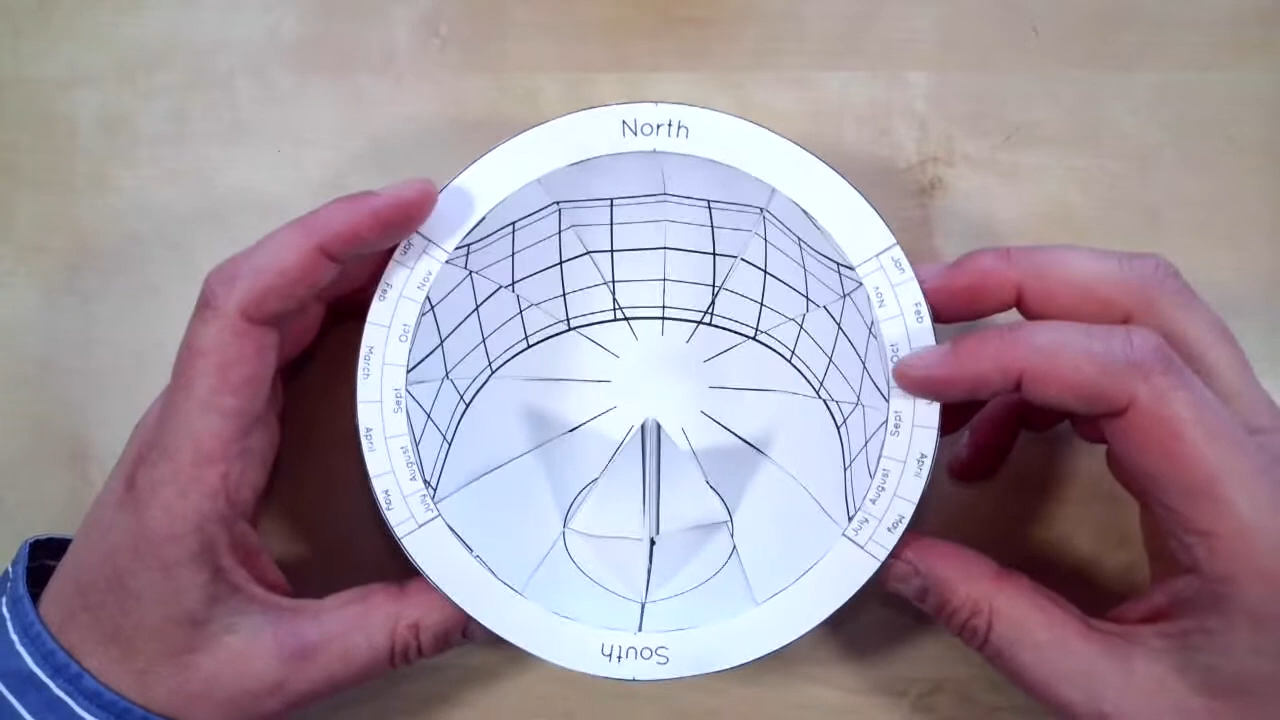 North
Jan
Feb
March
April
May
Nov
Oct
Sept
August
July
Jan
Feb
April
May
Nov
Oct
Sept
August
July
South